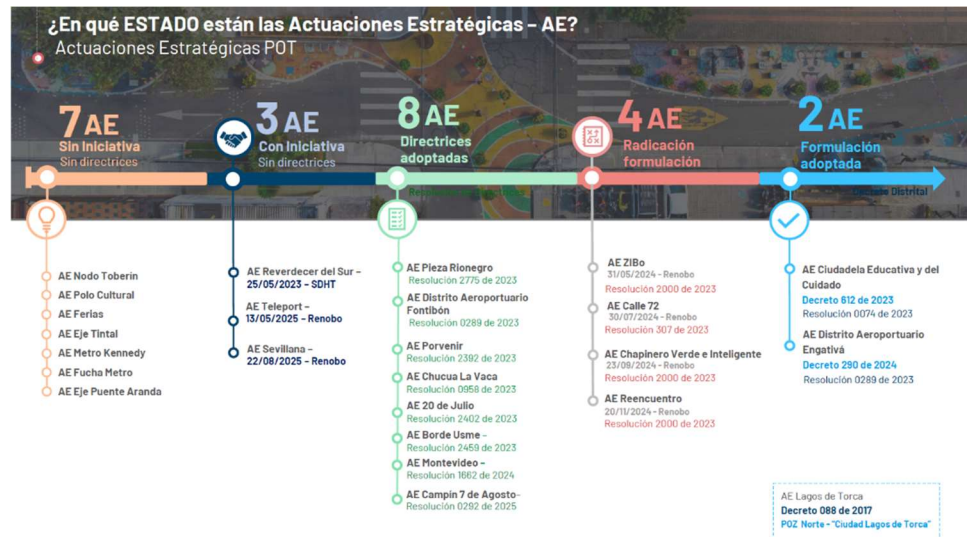 ¿En qué ESTADO están las Actuaciones Estratégicas – AE?
Actuaciones Estratégicas POT
7 AE
Sin Iniciativa
Sin directrices
3 AE
Con Iniciativa
Sin directrices
8 AE
Directrices
adoptadas
4 AE
Radicación
formulación
2 AE
Formulación
adoptada
Distrital
AE Nodo Toberín
AE Polo Cultural
AE Ferias
AE Eje Tintal
AE Metro Kennedy
AE Fucha Metro
AE Eje Puente Aranda
AE Reverdecer del Sur –
25/05/2023 – SDHT
AE Teleport –
13/05/2025 – Renobo
AE Sevillana –
22/08/2025 – Renobo
AE Pieza Rionegro
Resolución 2775 de 2023
AE Distrito Aeroportuario
Fontibón
Resolución 0289 de 2023
AE Porvenir
Resolución 2392 de 2023
AE Chucua La Vaca
Resolución 0958 de 2023
AE 20 de Julio
Resolución 2402 de 2023
AE Borde Usme –
Resolución 2459 de 2023
AE Montevideo –
Resolución 1662 de 2024
AE Campín 7 de Agosto–
Resolución 0292 de 2025
AE ZIBo
31/05/2024 - Renobo
Resolución 2000 de 2023
AE Calle 72
30/07/2024 - Renobo
Resolución 307 de 2023
AE Chapinero Verde e Inteligente
23/09/2024 - Renobo
Resolución 2000 de 2023
AE Reencuentro
20/11/2024 - Renobo
Resolución 2000 de 2023
AE Ciudadela Educativa y del
Cuidado
Decreto 612 de 2023
Resolución 0074 de 2023
AE Distrito Aeroportuario
Engativá
Decreto 290 de 2024
Resolución 0289 de 2023
AE Lagos de Torca
Decreto 088 de 2017
POZ Norte – "Ciudad Lagos de Torca"